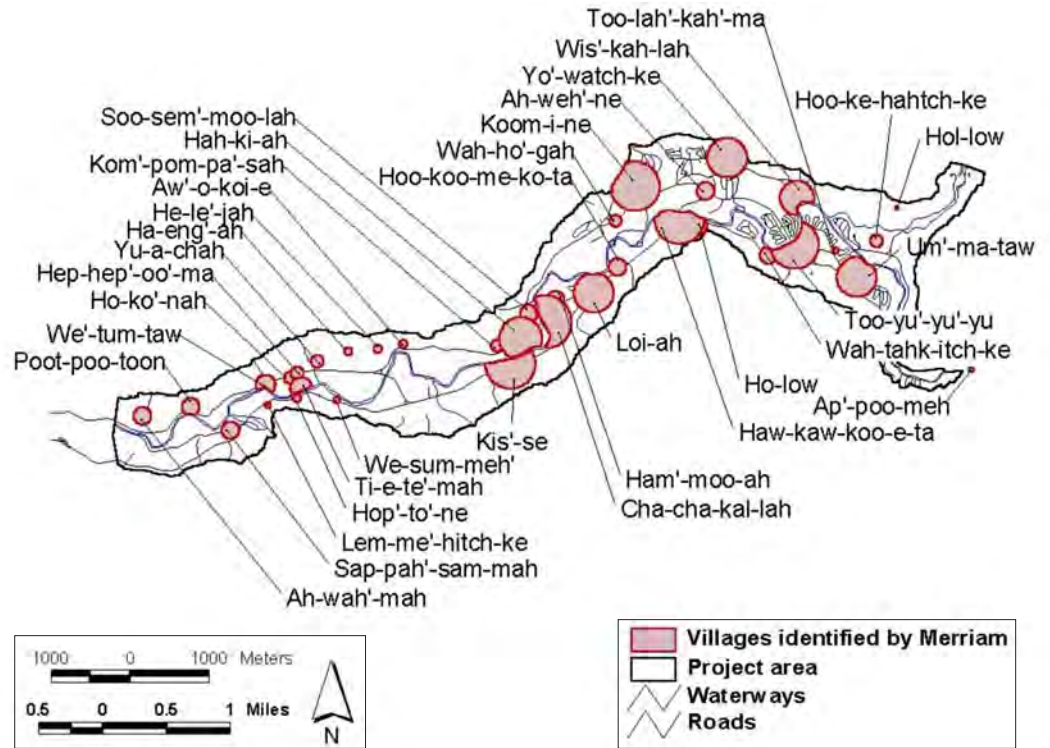 Too-lah'-kah'-ma
Wis'-kah-lah
Yo'-watch-ke
Ah-weh'-ne
Koom-i-ne
Wah-ho'-gah
Hoo-koo-me-ko-ta
Hoo-ke-hahtch-ke
Hol-low
Soo-sem'-moo-lah
Hah-ki-ah
Kom'-pom-pa'-sah
Aw'-o-koi-e
He-le'-jah
Ha-eng'-ah
Yu-a-chah
Hep-hep'-oo'-ma
Ho-ko'-nah
We'-tum-taw
Poot-poo-toon
Um'-ma-taw
Too-yu'-yu'-yu
Wah-tahk-itch-ke
Loi-ah
Ho-low
Ap'-poo-meh
Haw-kaw-koo-e-ta
Kis'-se
We-sum-meh'
Ham'-moo-ah
Ti-e-te'-mah
Cha-cha-kal-lah
Hop'-to'-ne
Lem-me'-hitch-ke
Sap-pah'-sam-mah
Ah-wah'-mah
1000 0 1000 Meters
0.5 0 0.5 1 Miles
N
Villages identified by Merriam
Project area
Waterways
Roads